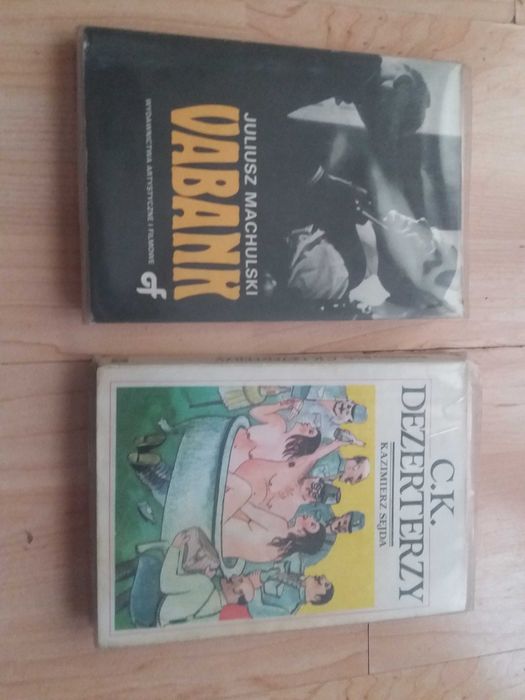 JULIUSZ MACHULSKI
VABANK
WYDAWNICTWA ARTYSTYCZNE I FILMOWE
C.K.
DEZERTERZY
KAZIMIERZ SEJDA